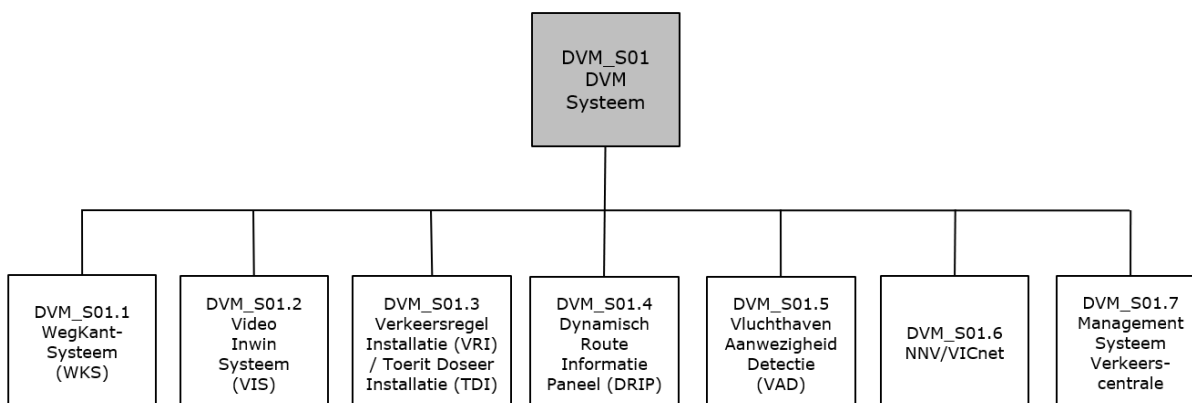 DVM_S01
DVM
Systeem
DVM_S01.1
WegKant-
Systeem
(WKS)
DVM_S01.2
Video
Inwin
Systeem
(VIS)
DVM_S01.3
Verkeersregel
Installatie (VRI)
/ Toerit Doseer
Installatie (TDI)
DVM_S01.4
Dynamisch
Route
Informatie
Paneel (DRIP)
DVM_S01.5
Vluchthaven
Aanwezigheid
Detectie
(VAD)
DVM_S01.6
NNV/VICnet
DVM_S01.7
Management
Systeem
Verkeers-
centrale